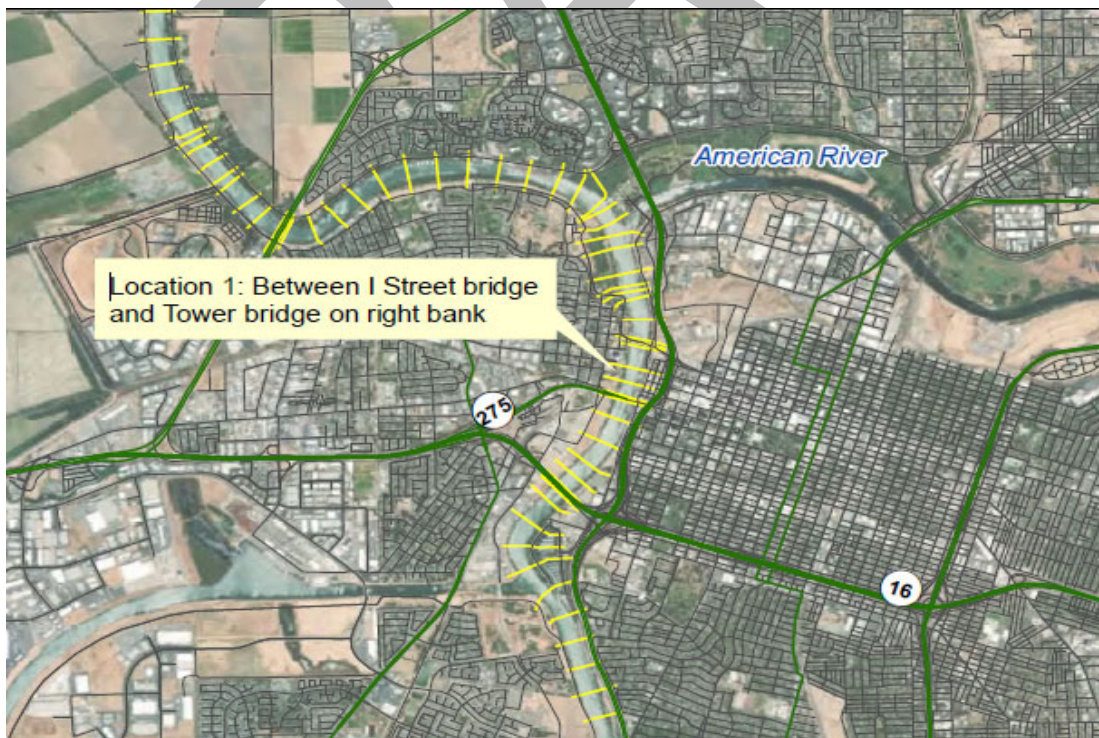 American River
Location 1: Between I Street bridge
and Tower bridge on right bank
275
16